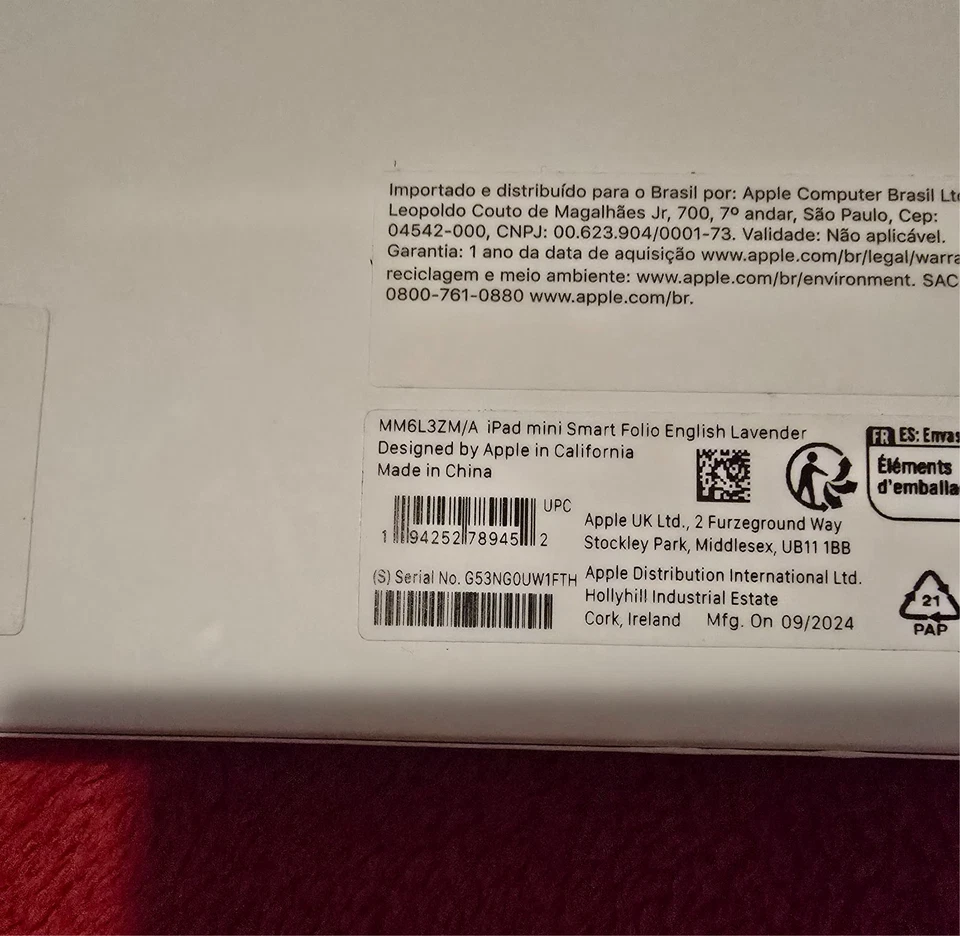 Importado e distribuído para o Brasil por: Apple Computer Brasil
Leopoldo Couto de Magalhães Jr, 700, 7º andar, São Paulo, Cep:
04542-000, CNPJ: 00.623.904/0001-73. Validade: Não aplicável.
Garantia: 1 ano da data de aquisição www.apple.com/br/legal/warra
reciclagem e meio ambiente: www.apple.com/br/environment. SAC
0800-761-0880 www.apple.com/br.
MM6L3ZM/A iPad mini Smart Folio English Lavender
Designed by Apple in California
Made in China
UPC
1 94252 78945 2
(S) Serial No. G53NG0UW1FTH
Apple UK Ltd., 2 Furzeground Way
Stockley Park, Middlesex, UB11 1BB
Apple Distribution International Ltd.
Hollyhill Industrial Estate
Cork, Ireland Mfg. On 09/2024
FR ES: Envas
Éléments
d'emballa
21
PAP